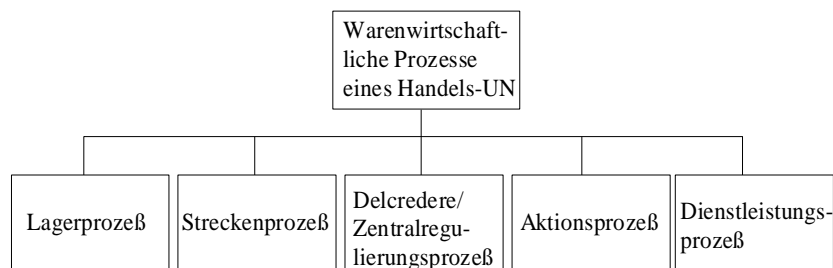 Warenwirtschaft-
liche Prozesse
eines Handels-UN
Lagerprozeß
Streckenprozeß
Delcredere/
Zentralregu-
lierungsprozeß
Aktionsprozeß
Dienstleistungs-
prozeß